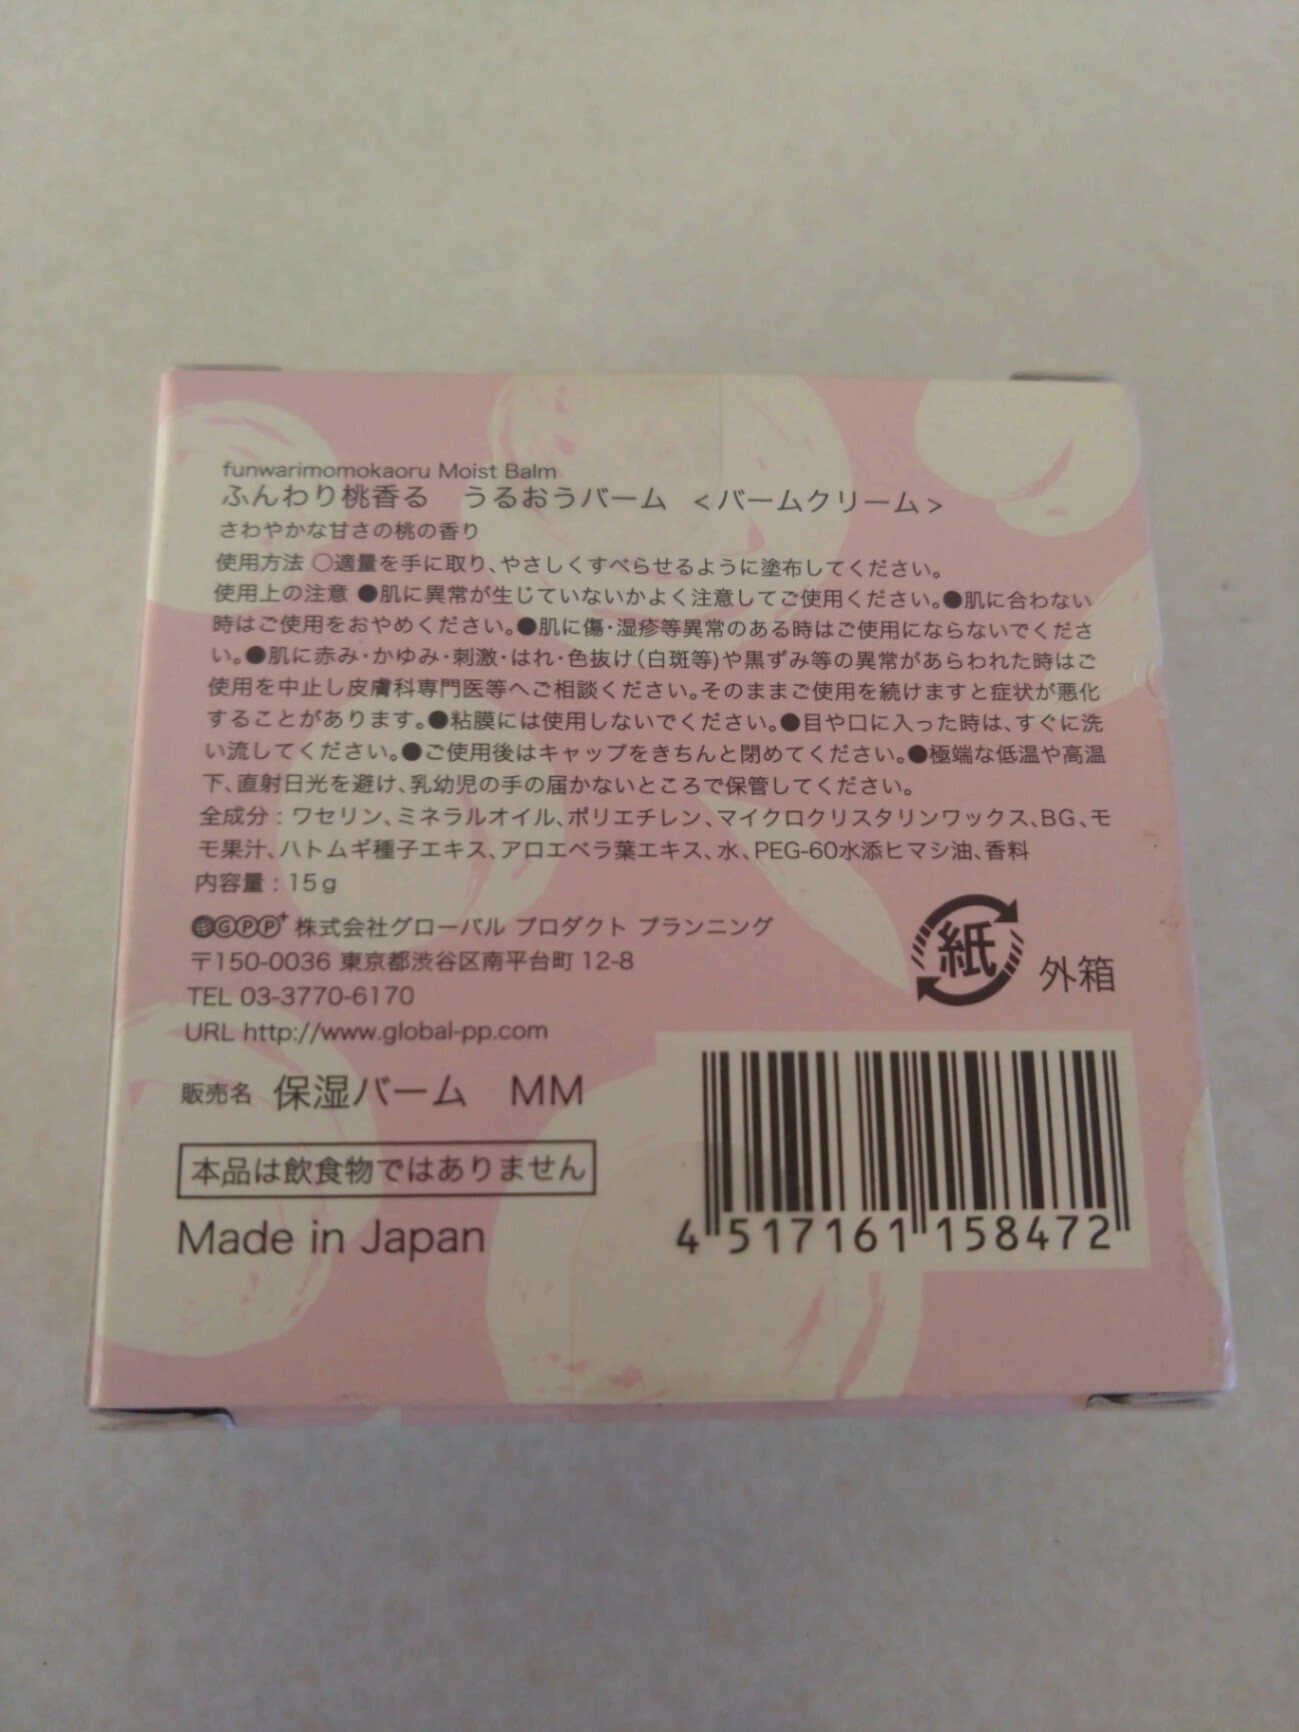 funwarimomokaoru Moist Balm
ふんわり桃香る　うるおうバーム　<バームクリーム>
さわやかな甘さの桃の香り
使用方法 ○適量を手に取り、やさしくすべらせるように塗布してください。
使用上の注意 ●肌に異常が生じていないかよく注意してご使用ください。●肌に合わない
時はご使用をおやめください。●肌に傷・湿疹等異常のある時はご使用にならないでくださ
い。●肌に赤み・かゆみ・刺激・はれ・色抜け(白斑等)や黒ずみ等の異常があらわれた時はご
使用を中止し皮膚科専門医等へご相談ください。そのままご使用を続けますと症状が悪化
することがあります。●粘膜には使用しないでください。●目や口に入った時は、すぐに洗
い流してください。●ご使用後はキャップをきちんと閉めてください。●極端な低温や高温
下、直射日光を避け、乳幼児の手の届かないところで保管してください。
全成分：ワセリン、ミネラルオイル、ポリエチレン、マイクロクリスタリンワックス、BG、モ
モ果汁、ハトムギ種子エキス、アロエベラ葉エキス、水、PEG-60水添ヒマシ油、香料
内容量：15g
GPP+ 株式会社グローバル プロダクト プランニング
〒150-0036 東京都渋谷区南平台町 12-8
TEL 03-3770-6170
URL http://www.global-pp.com
紙 外箱
販売名 保湿バーム　MM
本品は飲食物ではありません
Made in Japan
4 517161 158472